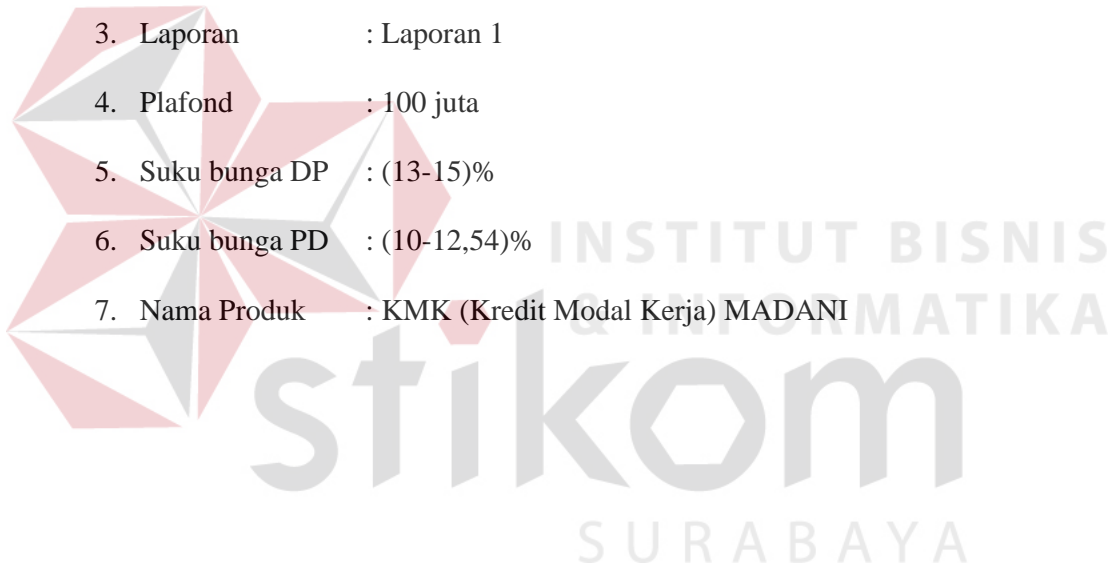 3. Laporan : Laporan 1
4. Plafond : 100 juta
5. Suku bunga DP : (13-15)%
6. Suku bunga PD : (10-12,54)%
INSTITUT BISNIS
7. Nama Produk : KMK (Kredit Modal Kerja) MADANI
& INFORMATIKA
stikom
SURABAYA